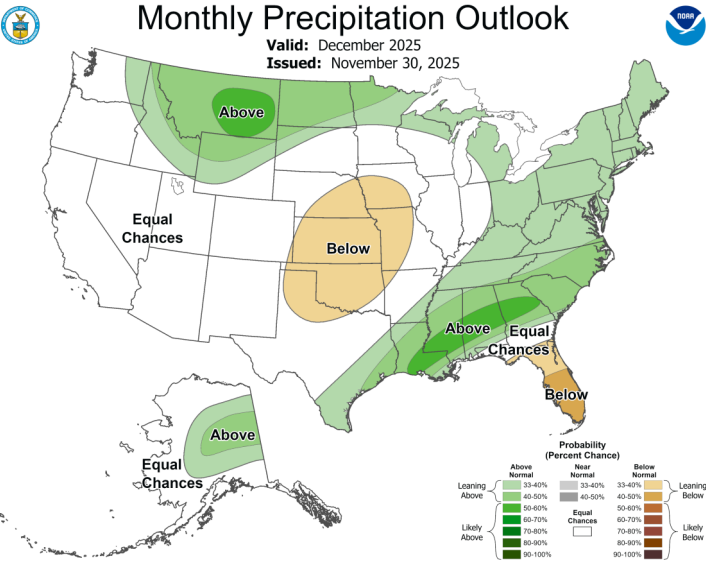 Monthly Precipitation Outlook
Valid: December 2025
Issued: November 30, 2025
NOAA
Above
Equal
Chances
Below
Above
Equal
Chances
Below
Above
Equal
Chances
Probability
(Percent Chance)
Above
Normal
Near
Normal
Below
Normal
Leaning
Above
33-40%
40-50%
33-40%
40-50%
33-40%
40-50%
Leaning
Below
Likely
Above
50-60%
60-70%
70-80%
80-90%
90-100%
Equal
Chances
50-60%
60-70%
70-80%
80-90%
90-100%
Likely
Below